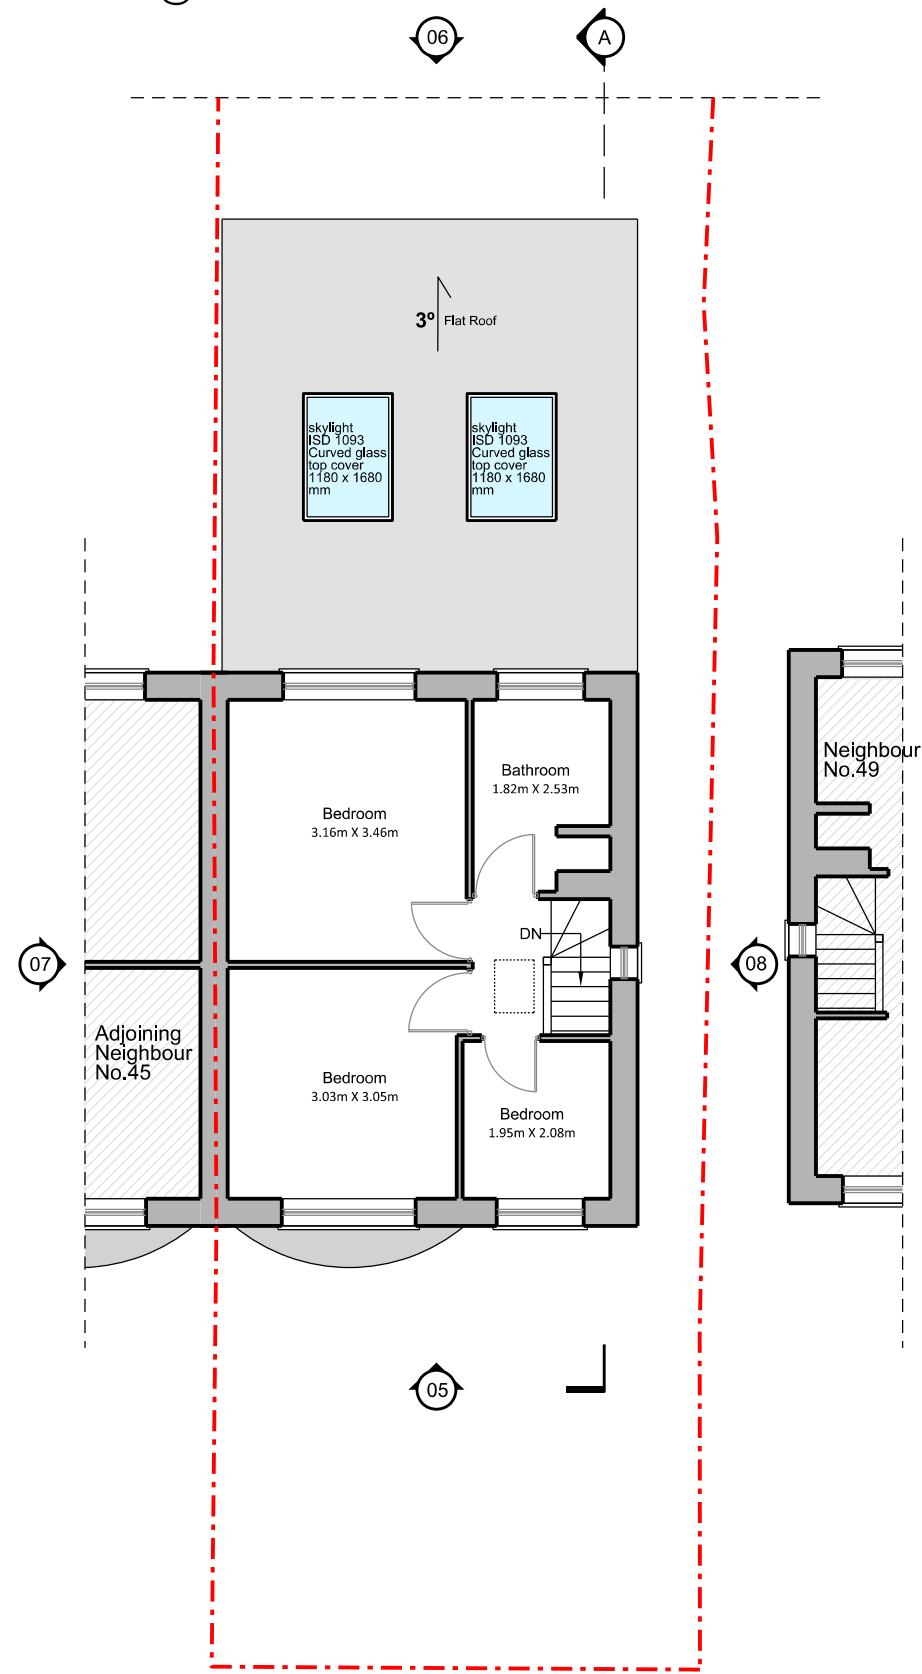 06
A
3º Flat Roof
skylight
ISD 1093
Curved glass
top cover
1180 x 1680
mm
skylight
ISD 1093
Curved glass
top cover
1180 x 1680
mm
Neighbour
No.49
Bathroom
1.82m X 2.53m
Bedroom
3.16m X 3.46m
DN
07
08
Adjoining
Neighbour
No.45
Bedroom
3.03m X 3.05m
Bedroom
1.95m X 2.08m
05